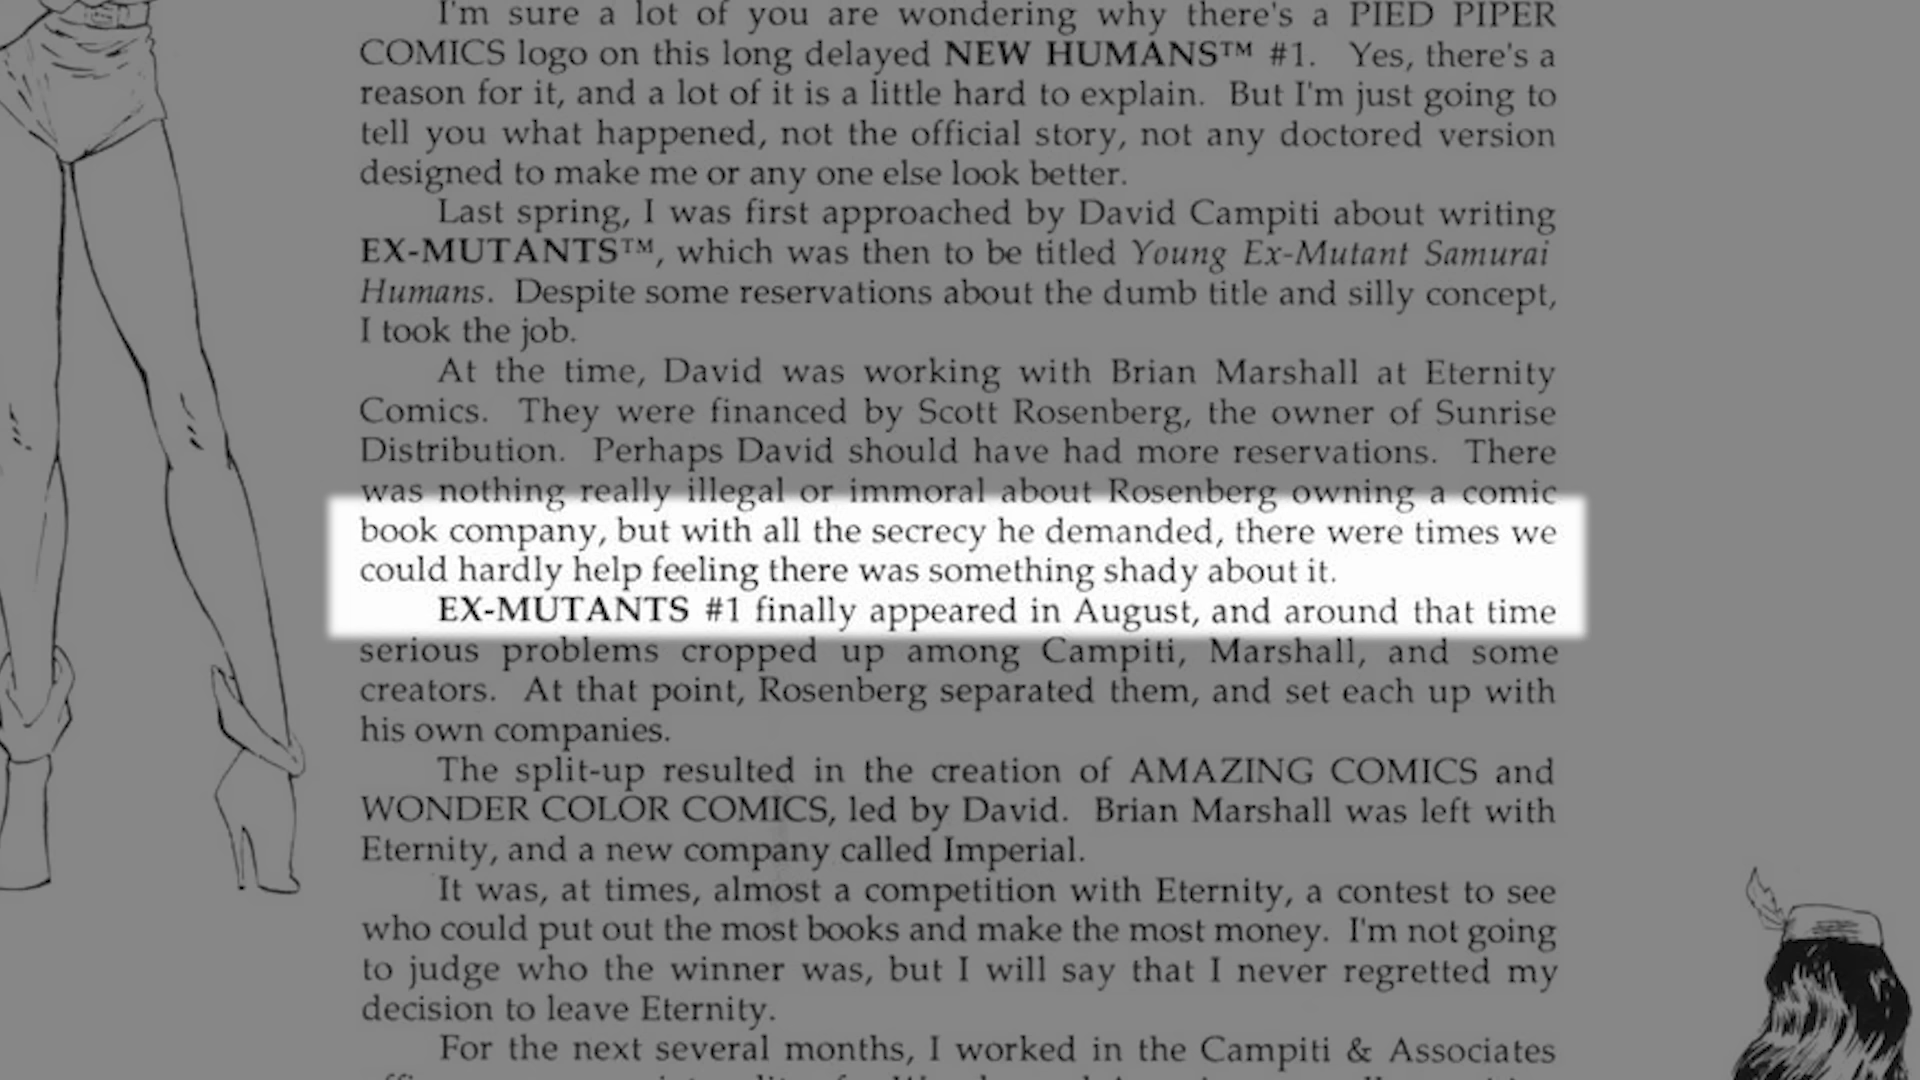 I'm sure a lot of you are wondering why there's a PIED PIPER
COMICS logo on this long delayed NEW HUMANS™ #1. Yes, there's a
reason for it, and a lot of it is a little hard to explain. But I'm just going to
tell you what happened, not the official story, not any doctored version
designed to make me or any one else look better.
Last spring, I was first approached by David Campiti about writing
EX-MUTANTS™, which was then to be titled Young Ex-Mutant Samurai
Humans. Despite some reservations about the dumb title and silly concept,
I took the job.
At the time, David was working with Brian Marshall at Eternity
Comics. They were financed by Scott Rosenberg, the owner of Sunrise
Distribution. Perhaps David should have had more reservations. There
was nothing really illegal or immoral about Rosenberg owning a comic
book company, but with all the secrecy he demanded, there were times we
could hardly help feeling there was something shady about it.
EX-MUTANTS #1 finally appeared in August, and around that time
serious problems cropped up among Campiti, Marshall, and some
creators. At that point, Rosenberg separated them, and set each up with
his own companies.
The split-up resulted in the creation of AMAZING COMICS and
WONDER COLOR COMICS, led by David. Brian Marshall was left with
Eternity, and a new company called Imperial.
It was, at times, almost a competition with Eternity, a contest to see
who could put out the most books and make the most money. I'm not going
to judge who the winner was, but I will say that I never regretted my
decision to leave Eternity.
For the next several months, I worked in the Campiti & Associates